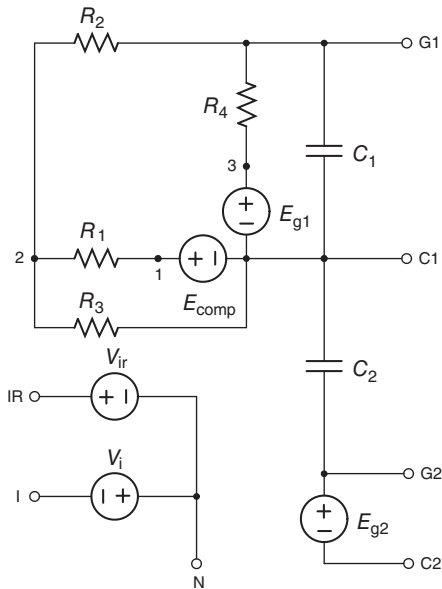 R2
G1
R4
C1
3
+
−
Eg1
R1
2
1
+ −
Ecomp
C1
R3
C2
Vir
IR
+ −
Vi
G2
I
− +
+
−
Eg2
N
C2